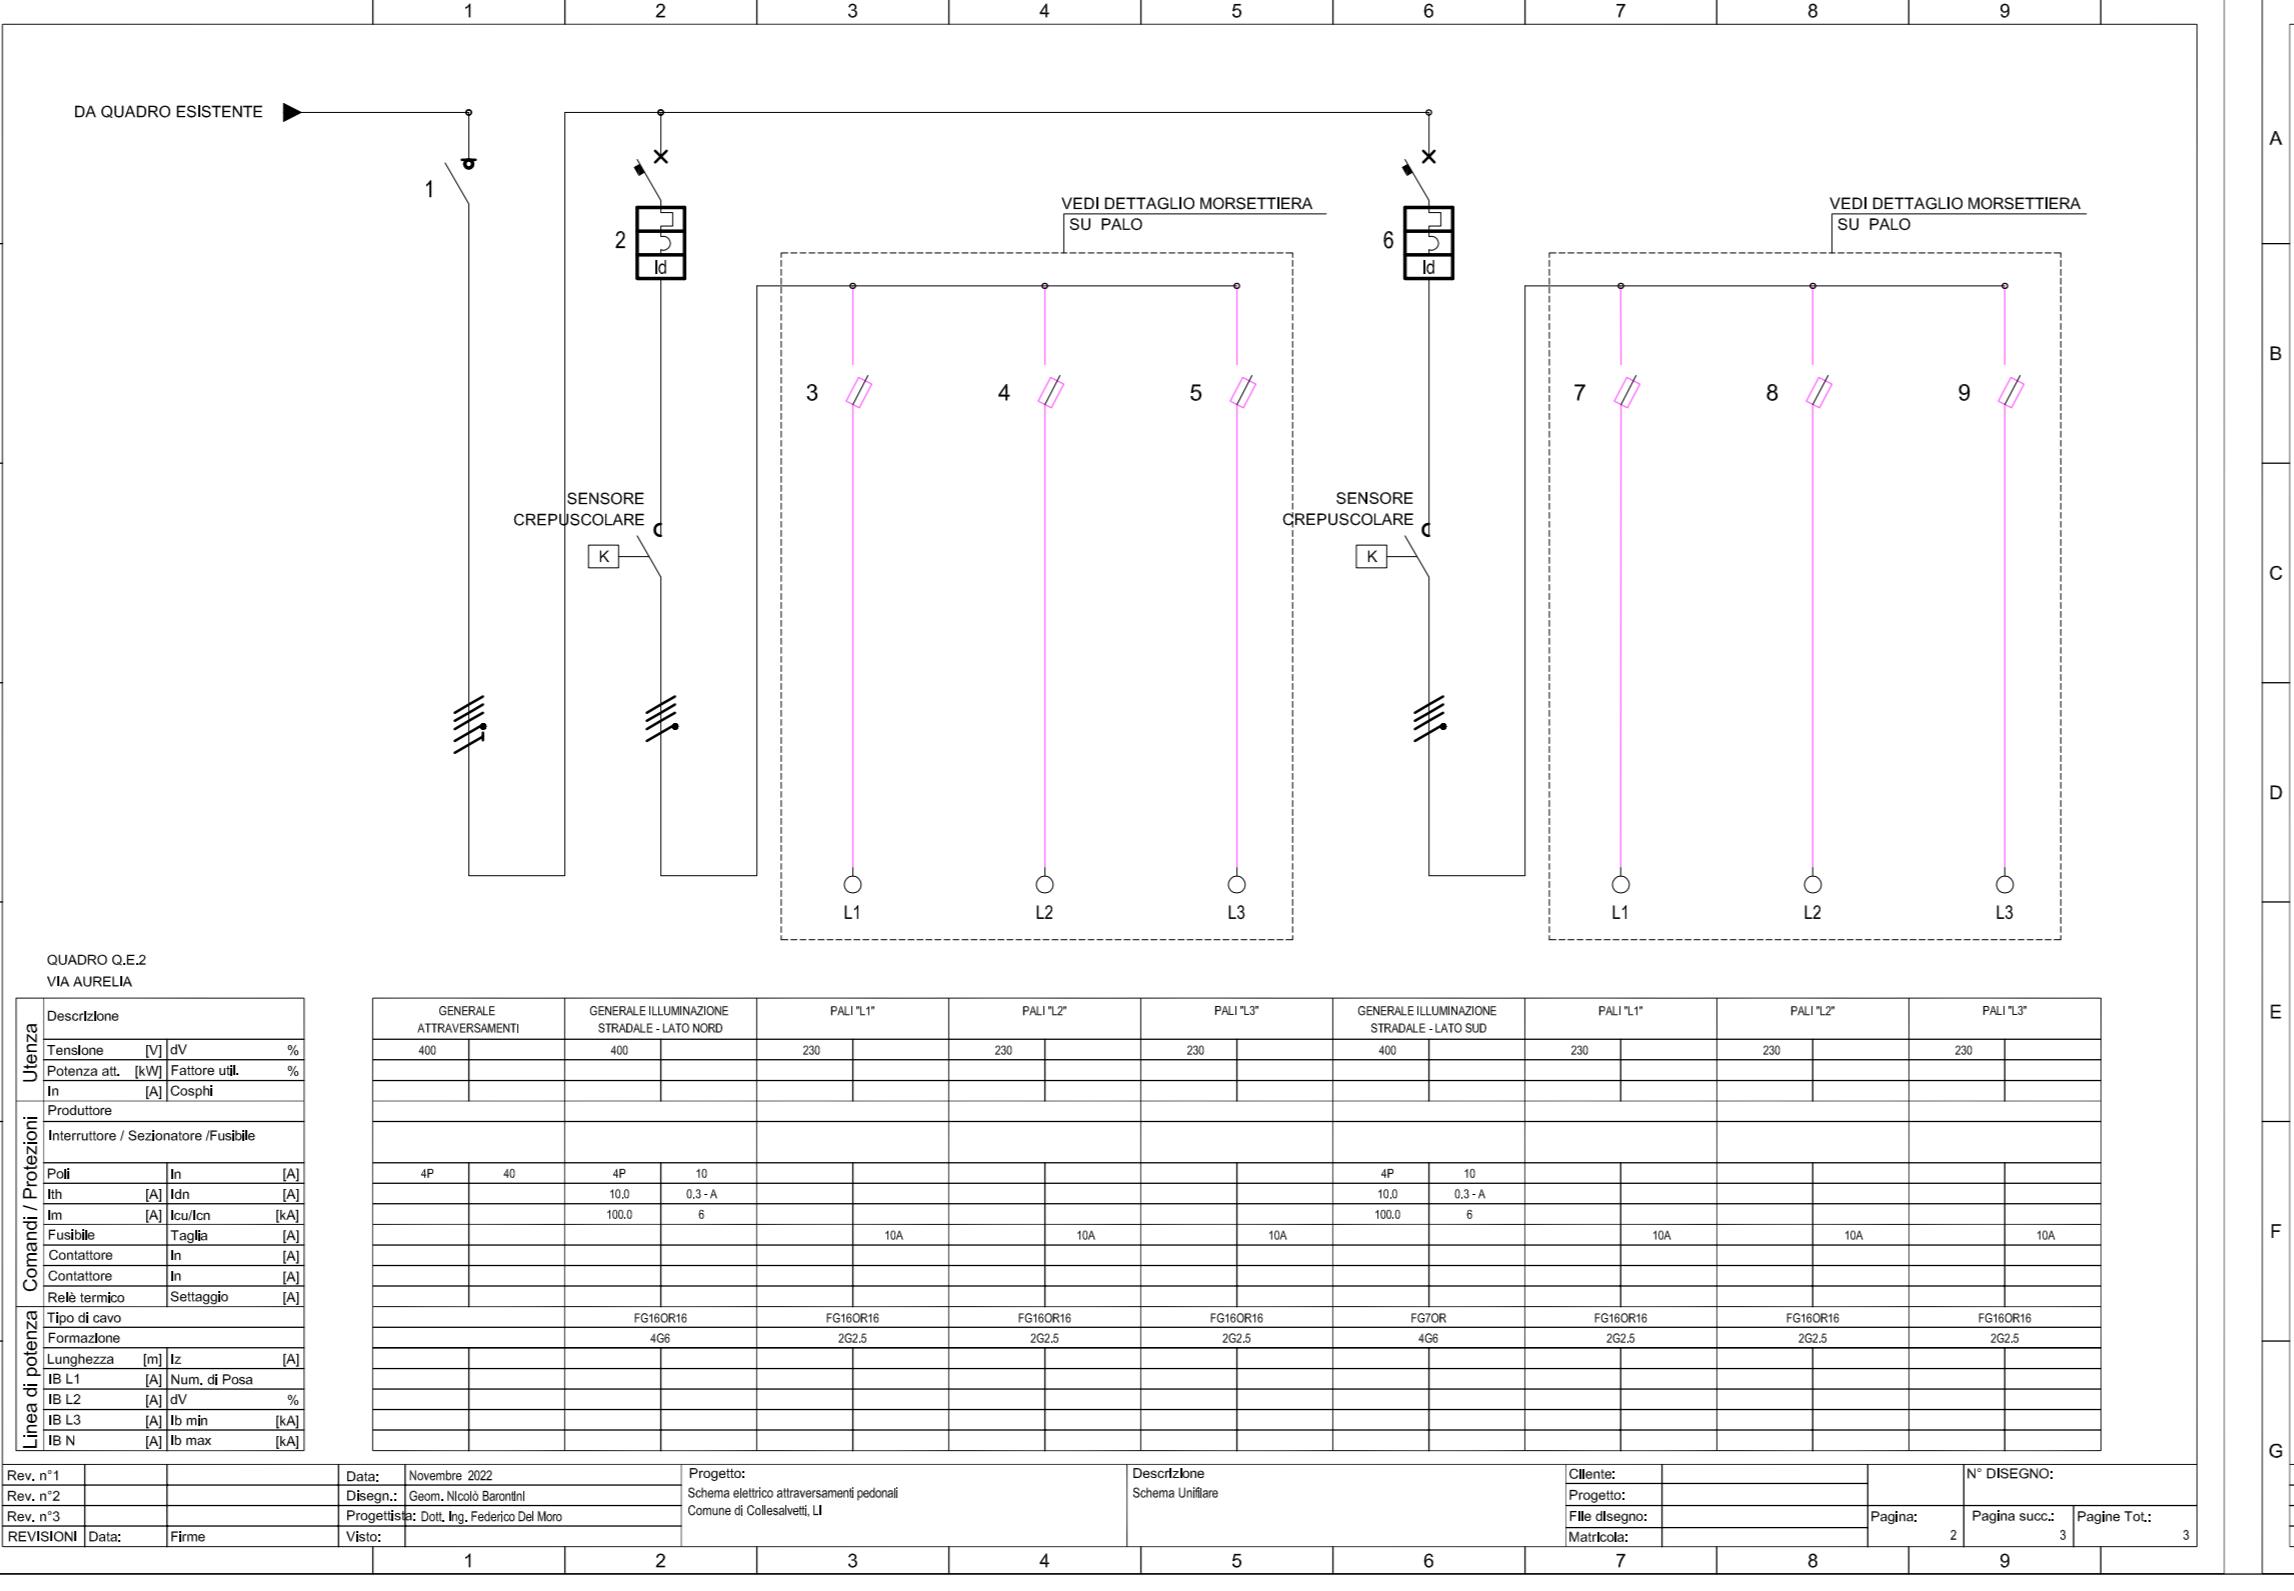 1 2 3 4 5 6 7 8 9
DA QUADRO ESISTENTE
A
1
VEDI DETTAGLIO MORSETTIERA
SU PALO
VEDI DETTAGLIO MORSETTIERA
SU PALO
2
Id
6
Id
B
3 4 5 7 8 9
SENSORE
CREPUSCOLARE
K
SENSORE
CREPUSCOLARE
K
C
D
L1 L2 L3 L1 L2 L3
QUADRO Q.E.2
VIA AURELIA
E
Utenza
Descrizione
GENERALE
ATTRAVERSAMENTI
GENERALE ILLUMINAZIONE
STRADALE - LATO NORD
PALI "L1"
PALI "L2"
PALI "L3"
GENERALE ILLUMINAZIONE
STRADALE - LATO SUD
PALI "L1"
PALI "L2"
PALI "L3"
Tensione [V] dV % 400 400 230 230 230 400 230 230 230
Potenza att. [kW] Fattore util. %
In [A] Cosphi
Comandi / Protezioni
Produttore
Interruttore / Sezionatore /Fusibile
Poli In [A] 4P 40 4P 10 4P 10
Ith [A] Idn [A] 10.0 0.3 - A 10.0 0.3 - A
Im [A] Icu/Icn [kA] 100.0 6 100.0 6
Fusibile Taglia [A] 10A 10A 10A 10A 10A 10A
F
Contattore In [A]
Contattore In [A]
Relè termico Settaggio [A]
Linea di potenza
Tipo di cavo FG16OR16 FG16OR16 FG16OR16 FG16OR16 FG7OR FG16OR16 FG16OR16 FG16OR16
Formazione 4G6 2G2.5 2G2.5 2G2.5 4G6 2G2.5 2G2.5 2G2.5
Lunghezza [m] Iz [A]
IB L1 [A] Num. di Posa
IB L2 [A] dV %
IB L3 [A] Ib min [kA]
IB N [A] Ib max [kA]
G
Rev. n°1
Rev. n°2
Rev. n°3
REVISIONI Data: Firme
Data: Novembre 2022
Disegn.: Geom. Nicolò Barontini
Progettista: Dott. Ing. Federico Del Moro
Visto:
Progetto:
Schema elettrico attraversamenti pedonali
Comune di Collesalvetti, LI
Descrizione
Schema Unifilare
Cliente:
Progetto:
File disegno:
Matricola:
N° DISEGNO:
Pagina: 2
Pagina succ.: 3
Pagine Tot.: 3
1 2 3 4 5 6 7 8 9